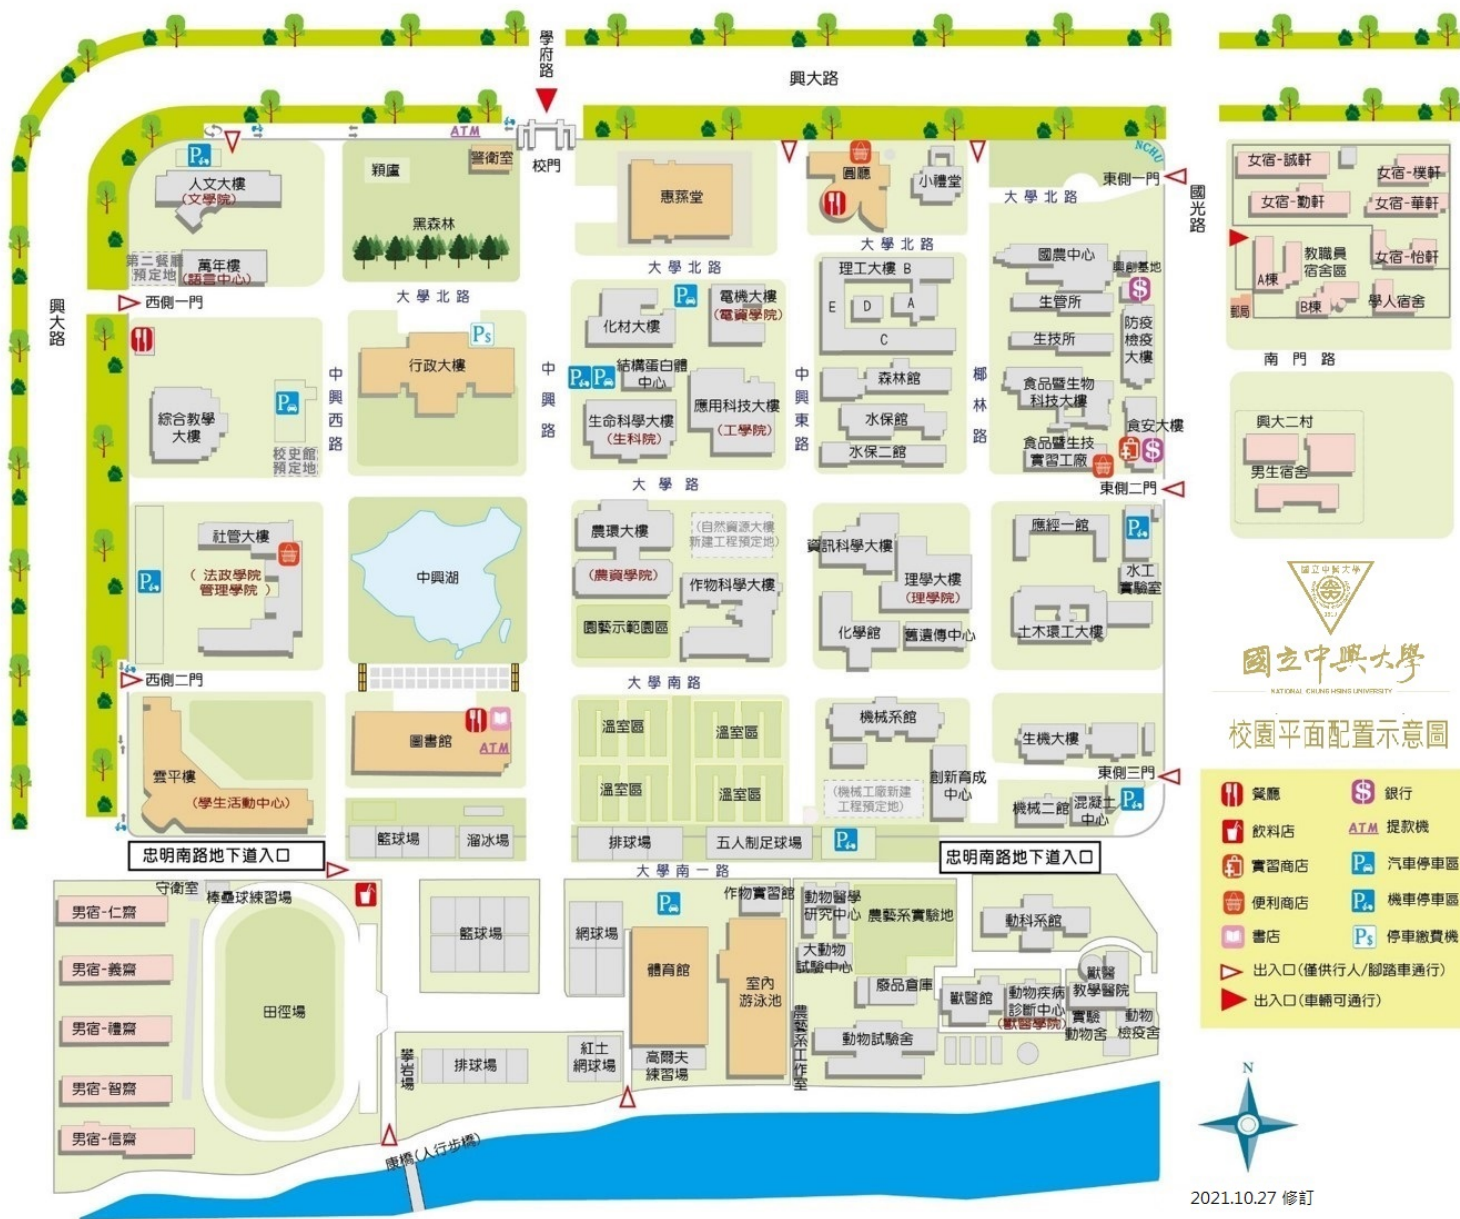 學府路
興大路
ATM
校門
警衛室
穎廬
黑森林
人文大樓
(文學院)
第二餐廳
預定地
萬年樓
(語言中心)
西側一門
興大路
惠蓀堂
圓廳
小禮堂
NCHU
東側一門
國光路
大學北路
大學北路
大學北路
大學北路
女宿-誠軒
女宿-樸軒
女宿-勤軒
女宿-華軒
女宿-怡軒
教職員
宿舍區
A棟
B棟
學人宿舍
郵局
南門路
興大二村
男生宿舍
化材大樓
電機大樓
(電資學院)
理工大樓 B
E
D
A
C
國農中心
興創基地
生管所
生技所
防疫
檢疫
大樓
行政大樓
中興西路
中興路
中興東路
椰林路
結構蛋白體
中心
生命科學大樓
(生科院)
應用科技大樓
(工學院)
森林館
水保館
水保二館
食品暨生物
科技大樓
食品暨生技
實習工廠
食安大樓
東側二門
綜合教學
大樓
校史館
預定地
大學路
社管大樓
( 法政學院
管理學院 )
中興湖
農環大樓
(農資學院)
(自然資源大樓
新建工程預定地)
作物科學大樓
園藝示範園區
資訊科學大樓
理學大樓
(理學院)
化學館
舊遺傳中心
應經一館
水工
實驗室
土木環工大樓
國立中興大學
1919
國立中興大學
NATIONAL CHUNG HSING UNIVERSITY
校園平面配置示意圖
西側二門
大學南路
圖書館
ATM
雲平樓
(學生活動中心)
溫室區
溫室區
溫室區
溫室區
機械系館
(機械工廠新建
工程預定地)
創新育成
中心
生機大樓
東側三門
機械二館
混凝土
中心
籃球場
溜冰場
排球場
五人制足球場
忠明南路地下道入口
忠明南路地下道入口
大學南一路
餐廳
銀行
飲料店
ATM 提款機
實習商店
汽車停車區
便利商店
機車停車區
書店
停車繳費機
出入口(僅供行人/腳踏車通行)
出入口(車輛可通行)
守衛室
棒壘球練習場
男宿-仁齋
男宿-義齋
男宿-禮齋
男宿-智齋
男宿-信齋
田徑場
攀岩場
籃球場
排球場
網球場
紅土
網球場
體育館
高爾夫
練習場
室內
游泳池
作物實習館
農藝系工作室
動物醫學
研究中心
大動物
試驗中心
農藝系實驗地
廢品倉庫
動物試驗舍
動科系館
獸醫館
動物疾病
診斷中心
(獸醫學院)
獸醫
教學醫院
實驗
動物舍
動物
檢疫舍
康橋(人行步橋)
N
2021.10.27 修訂